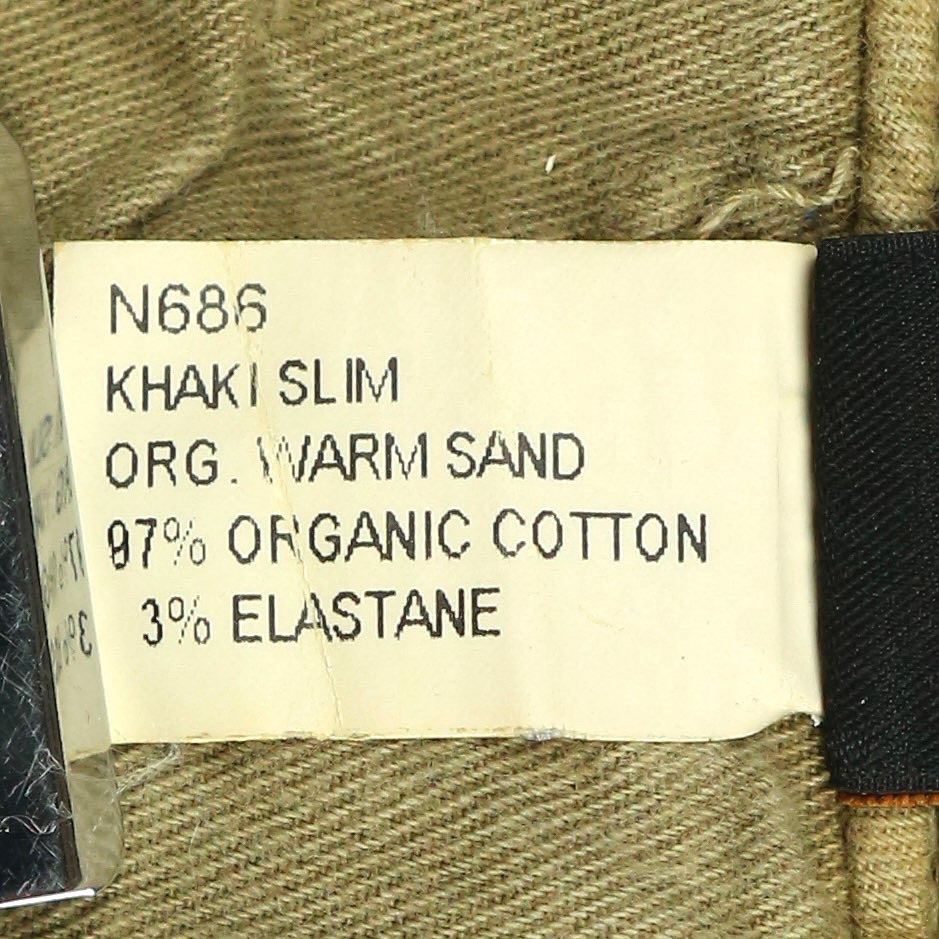 N686
KHAKI SLIM
ORG. WARM SAND
97% ORGANIC COTTON
3% ELASTANE